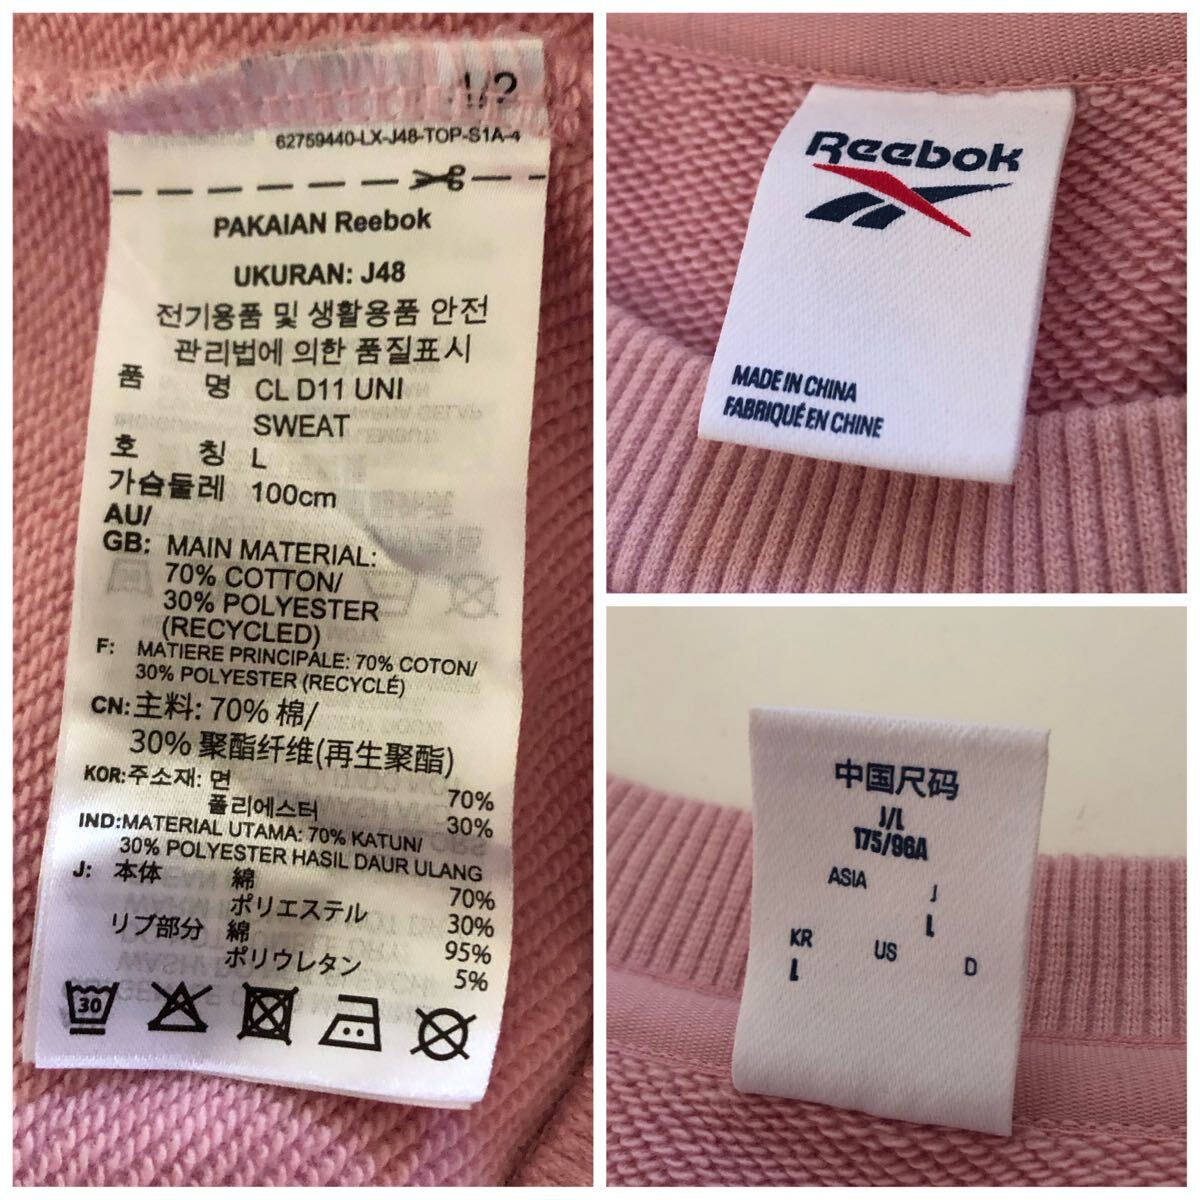 1/2
62759440-LX-J48-TOP-S1A-4
PAKAIAN Reebok
UKURAN: J48
전기용품 및 생활용품 안전
관리법에 의한 품질표시
품 명 CL D11 UNI
SWEAT
호 칭 L
가슴둘레 100cm
AU/
GB: MAIN MATERIAL:
70% COTTON/
30% POLYESTER
(RECYCLED)
F: MATIERE PRINCIPALE: 70% COTON/
30% POLYESTER (RECYCLÉ)
CN: 主料: 70% 棉/
30% 聚酯纤维(再生聚酯)
KOR: 주소재: 면 70%
폴리에스터 30%
IND: MATERIAL UTAMA: 70% KATUN/
30% POLYESTER HASIL DAUR ULANG
J: 本体 綿 70%
ポリエステル 30%
リブ部分 綿 95%
ポリウレタン 5%
30
Reebok
MADE IN CHINA
FABRIQUÉ EN CHINE
中国尺码
J/L
175/96A
ASIA J
L
KR US D
L